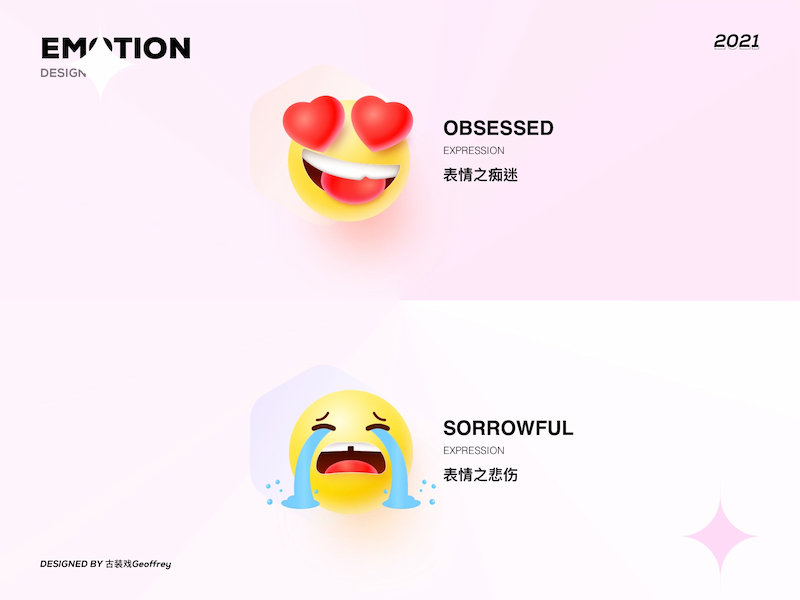 EMOTION
DESIGN
2021
OBSESSED
EXPRESSION
表情之痴迷
SORROWFUL
EXPRESSION
表情之悲伤
DESIGNED BY 古装戏Geoffrey